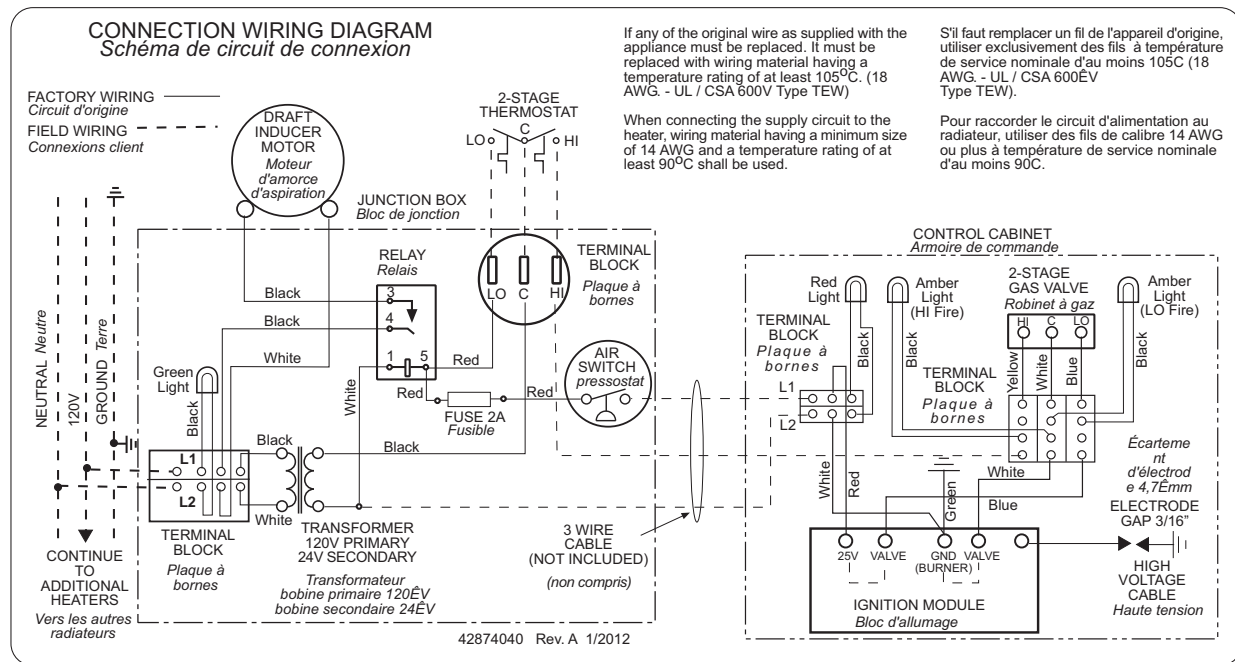 CONNECTION WIRING DIAGRAM
Schéma de circuit de connexion
If any of the original wire as supplied with the
appliance must be replaced. It must be
replaced with wiring material having a
temperature rating of at least 105ºC. (18
AWG. - UL / CSA 600V Type TEW)
When connecting the supply circuit to the
heater, wiring material having a minimum size
of 14 AWG and a temperature rating of at
least 90ºC shall be used.
S'il faut remplacer un fil de l'appareil d'origine,
utiliser exclusivement des fils à température
de service nominale d'au moins 105C (18
AWG. - UL / CSA 600ÊV
Type TEW).
Pour raccorder le circuit d'alimentation au
radiateur, utiliser des fils de calibre 14 AWG
ou plus à température de service nominale
d'au moins 90C.
FACTORY WIRING
Circuit d'origine
FIELD WIRING
Connexions client
DRAFT
INDUCER
MOTOR
Moteur
d'amorce
d'aspiration
2-STAGE
THERMOSTAT
LO
C
HI
JUNCTION BOX
Bloc de jonction
NEUTRAL Neutre
120V
GROUND Terre
RELAY
Relais
3
4
1
5
Black
Black
White
White
Red
Red
Red
LO
C
HI
TERMINAL
BLOCK
Plaque à
bornes
AIR
SWITCH
pressostat
FUSE 2A
Fusible
Green
Light
Black
L1
L2
Black
White
Black
TERMINAL
BLOCK
Plaque à
bornes
TRANSFORMER
120V PRIMARY
24V SECONDARY
Transformateur
bobine primaire 120ÊV
bobine secondaire 24ÊV
CONTINUE
TO
ADDITIONAL
HEATERS
Vers les autres
radiateurs
3 WIRE
CABLE
(NOT INCLUDED)
(non compris)
42874040 Rev. A 1/2012
CONTROL CABINET
Armoire de commande
Red
Light
Amber
Light
(HI Fire)
2-STAGE
GAS VALVE
Robinet à gaz
HI
C
LO
Amber
Light
(LO Fire)
TERMINAL
BLOCK
Plaque à
bornes
L1
L2
Black
Black
Black
Yellow
White
Blue
TERMINAL
BLOCK
Plaque à
bornes
White
Red
Green
White
Blue
Écarteme
nt
d'électrod
e 4,7Êmm
ELECTRODE
GAP 3/16”
25V
VALVE
GND
(BURNER)
VALVE
IGNITION MODULE
Bloc d'allumage
HIGH
VOLTAGE
CABLE
Haute tension